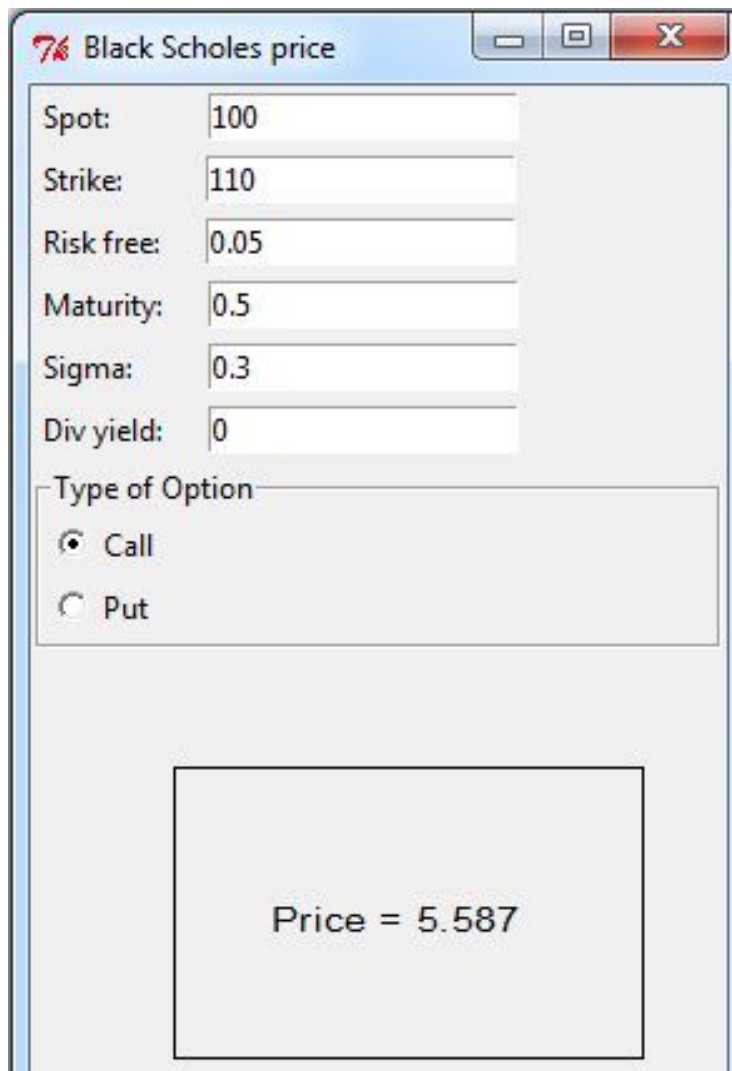 Black Scholes price
Spot: 100
Strike: 110
Risk free: 0.05
Maturity: 0.5
Sigma: 0.3
Div yield: 0
Type of Option
Call
Put
Price = 5.587